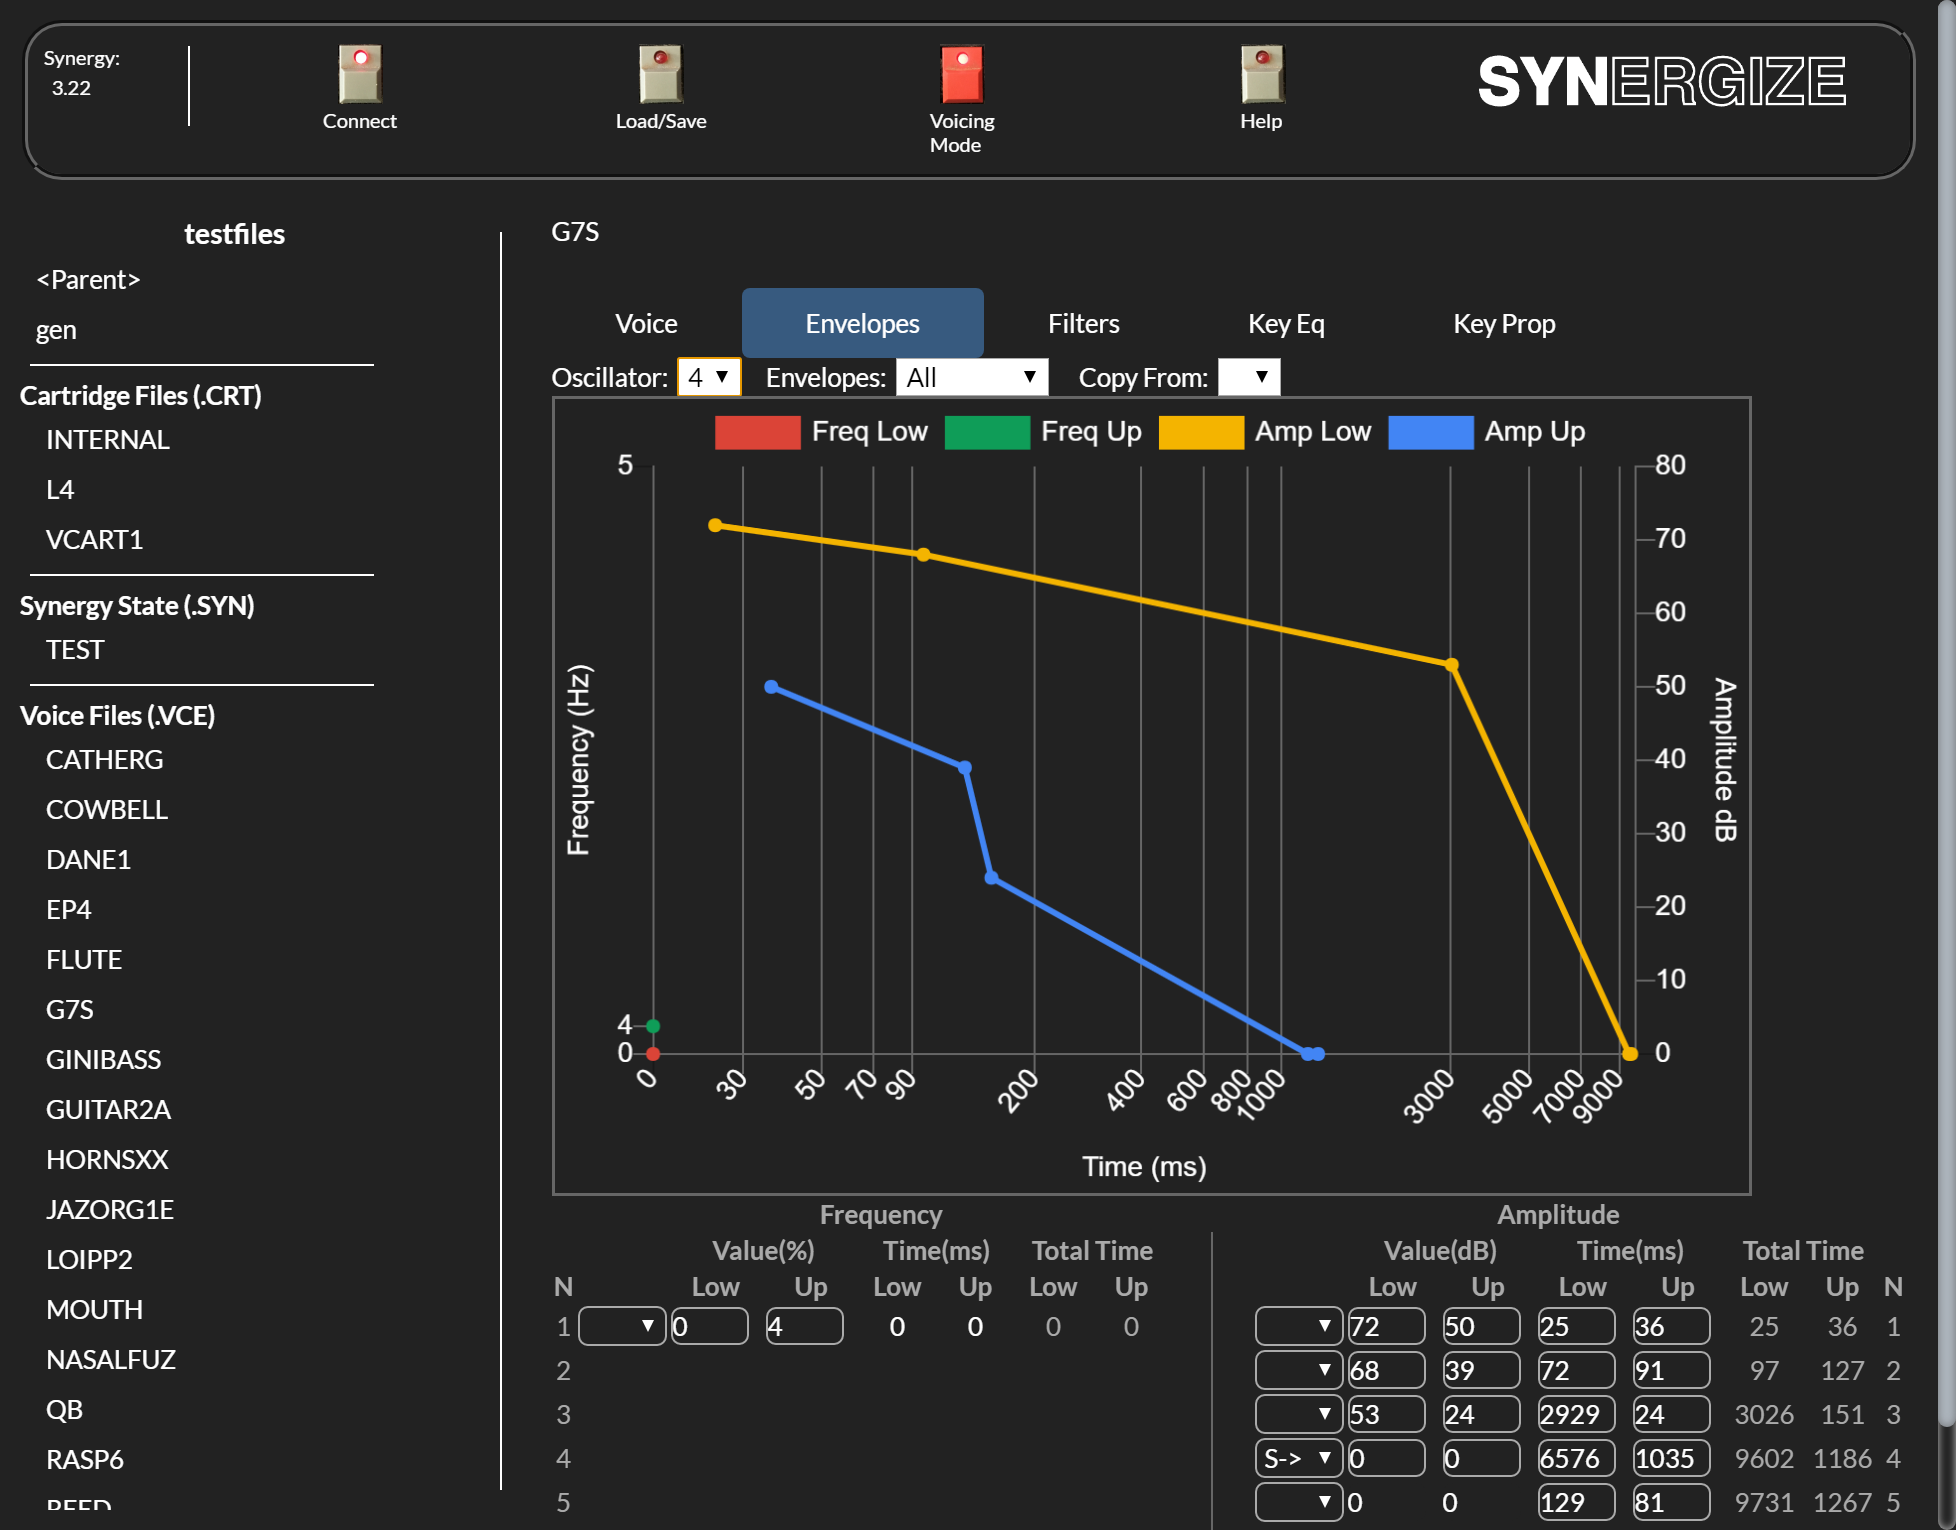 Synergy:
3.22
Connect
Load/Save
Voicing
Mode
Help
SYNERGIZE
testfiles
<Parent>
gen
Cartridge Files (.CRT)
INTERNAL
L4
VCART1
Synergy State (.SYN)
TEST
Voice Files (.VCE)
CATHERG
COWBELL
DANE1
EP4
FLUTE
G7S
GINIBASS
GUITAR2A
HORNSXX
JAZORG1E
LOIPP2
MOUTH
NASALFUZ
QB
RASP6
REED
G7S
Voice Envelopes Filters Key Eq Key Prop
Oscillator: 4 Envelopes: All Copy From:
Freq Low Freq Up Amp Low Amp Up
5
4
0
Frequency (Hz)
80
70
60
50
40
30
20
10
0
Amplitude dB
0 30 50 70 90 200 400 600 800 1000 3000 5000 7000 9000
Time (ms)
Frequency
Value(%) Time(ms) Total Time
N Low Up Low Up Low Up
1 0 4 0 0 0 0
2
3
4
5
Amplitude
Value(dB) Time(ms) Total Time
Low Up Low Up Low Up N
72 50 25 36 25 36 1
68 39 72 91 97 127 2
53 24 2929 24 3026 151 3
S-> 0 0 6576 1035 9602 1186 4
0 0 129 81 9731 1267 5